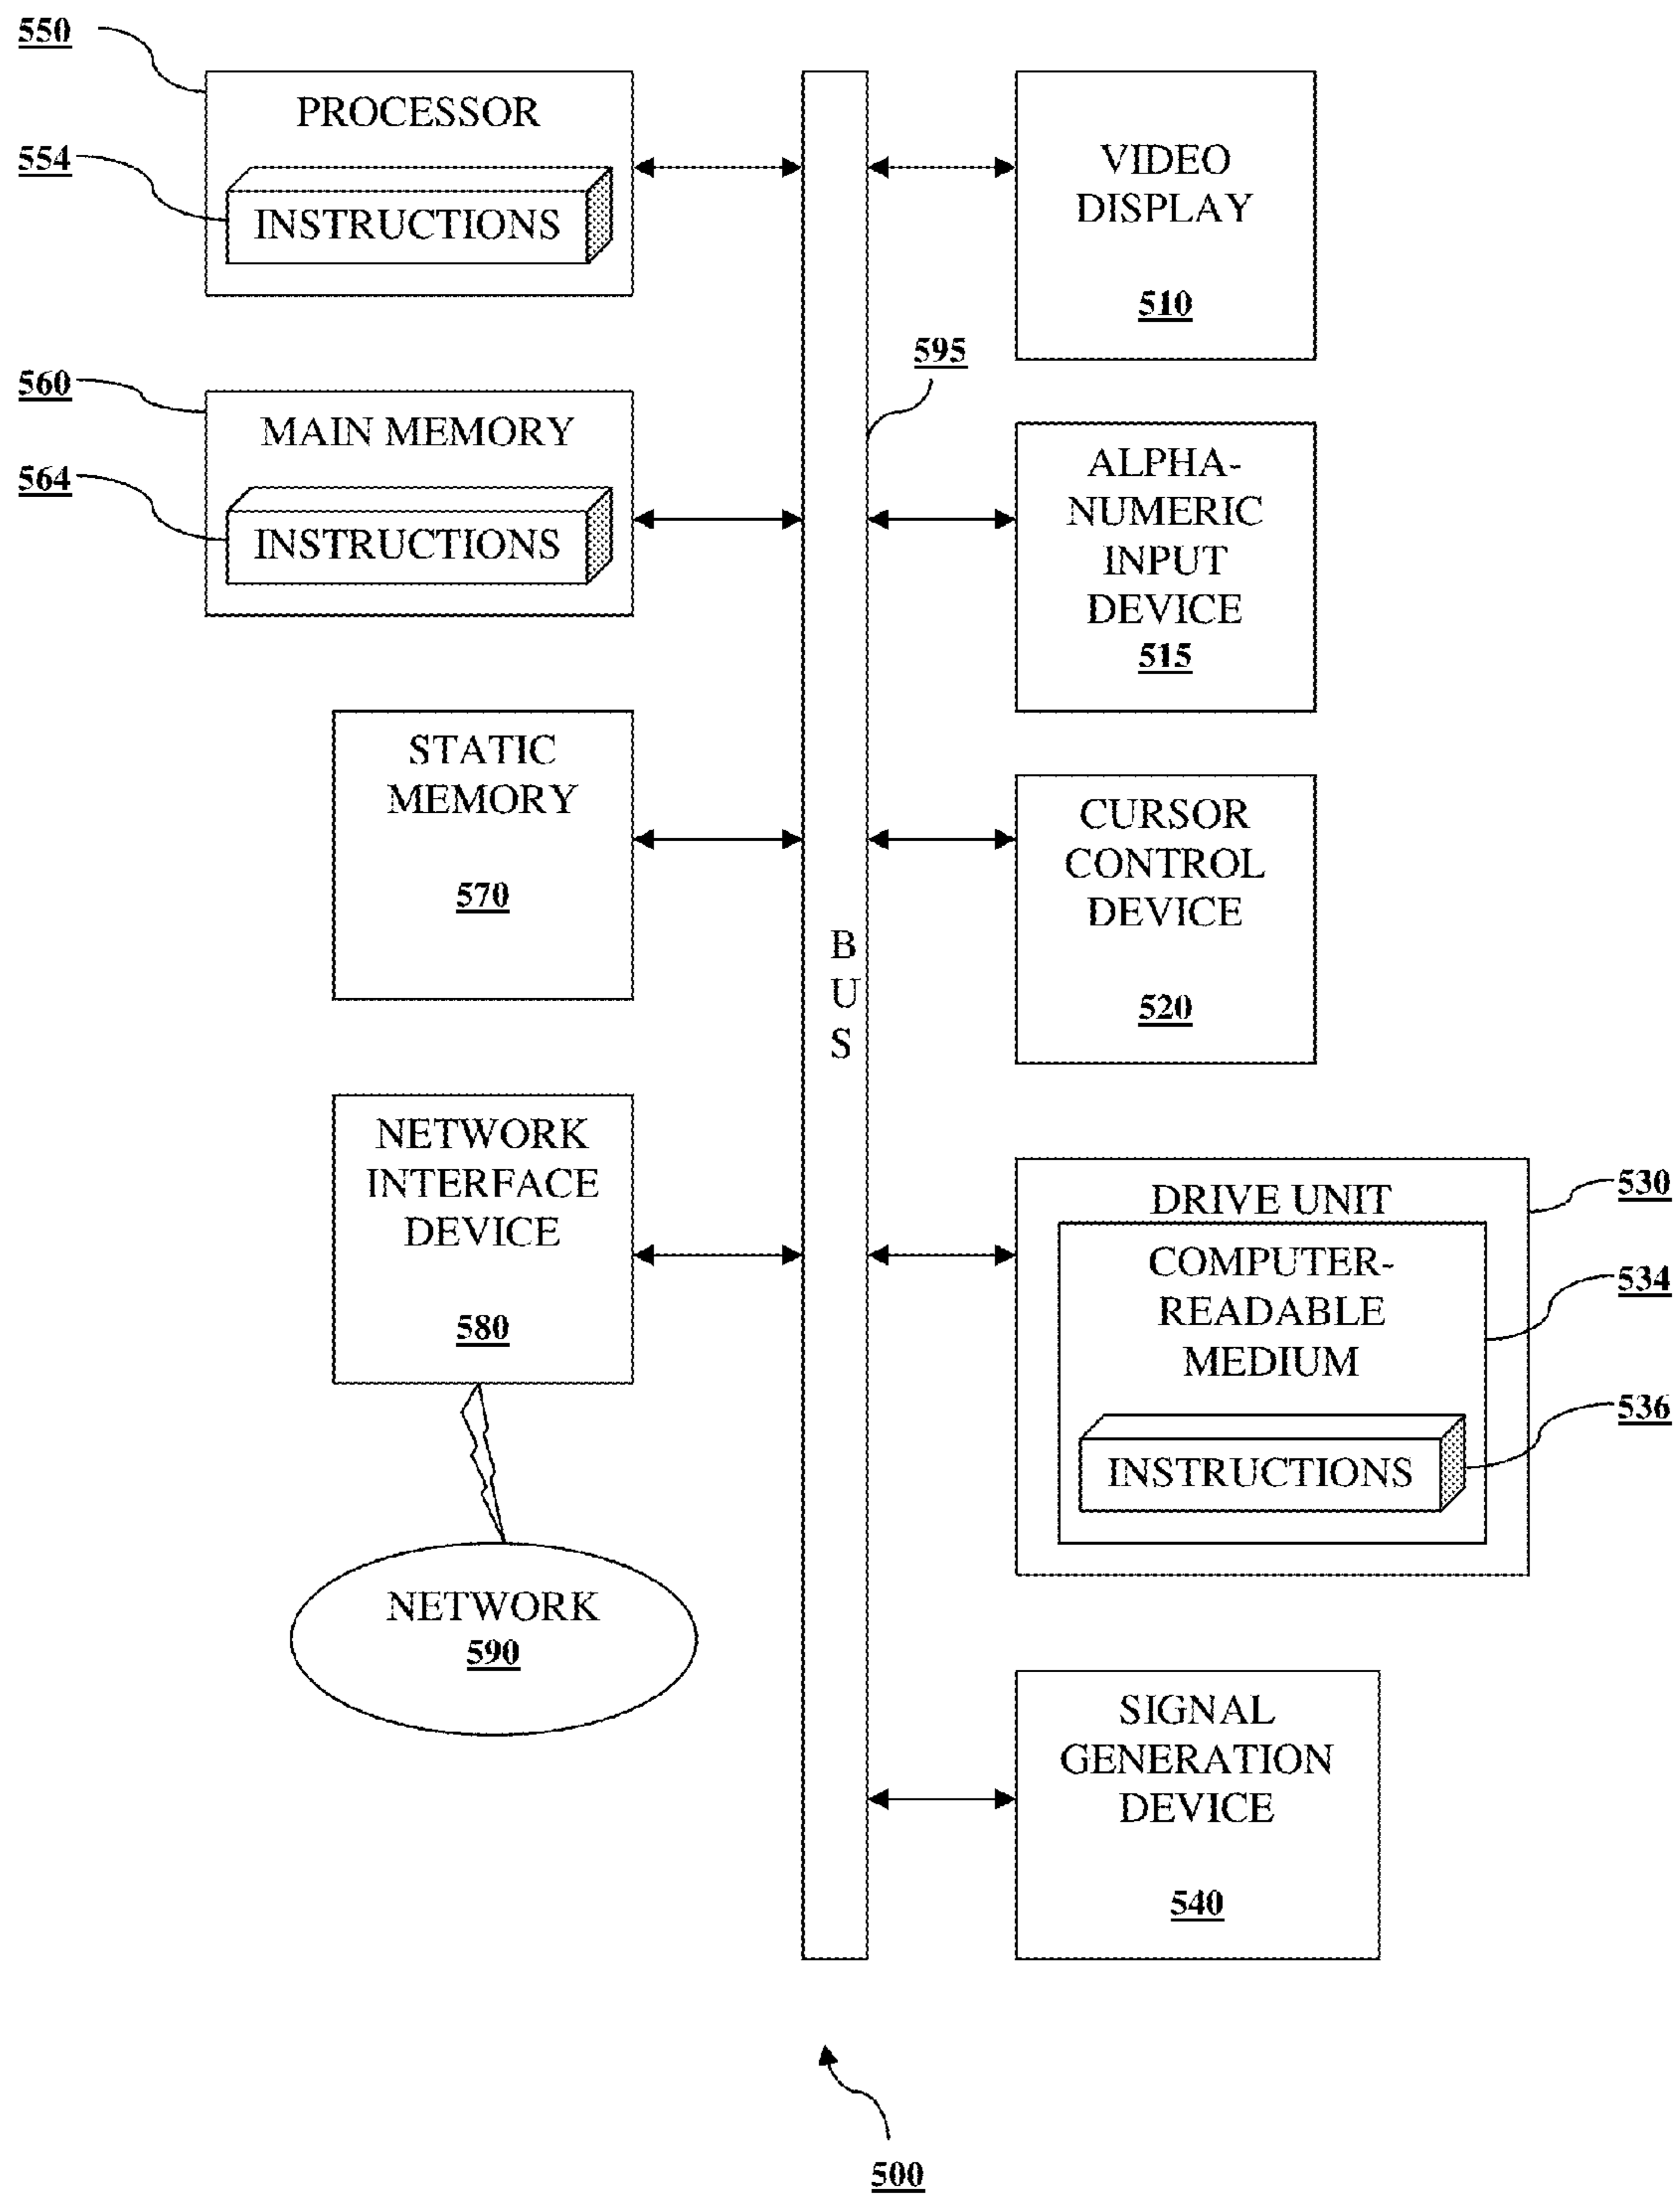 550
PROCESSOR
554
INSTRUCTIONS
560
MAIN MEMORY
564
INSTRUCTIONS
STATIC
MEMORY
570
NETWORK
INTERFACE
DEVICE
580
NETWORK
590
B
U
S
595
VIDEO
DISPLAY
510
ALPHA-
NUMERIC
INPUT
DEVICE
515
CURSOR
CONTROL
DEVICE
520
DRIVE UNIT
530
COMPUTER-
READABLE
MEDIUM
534
INSTRUCTIONS
536
SIGNAL
GENERATION
DEVICE
540
500